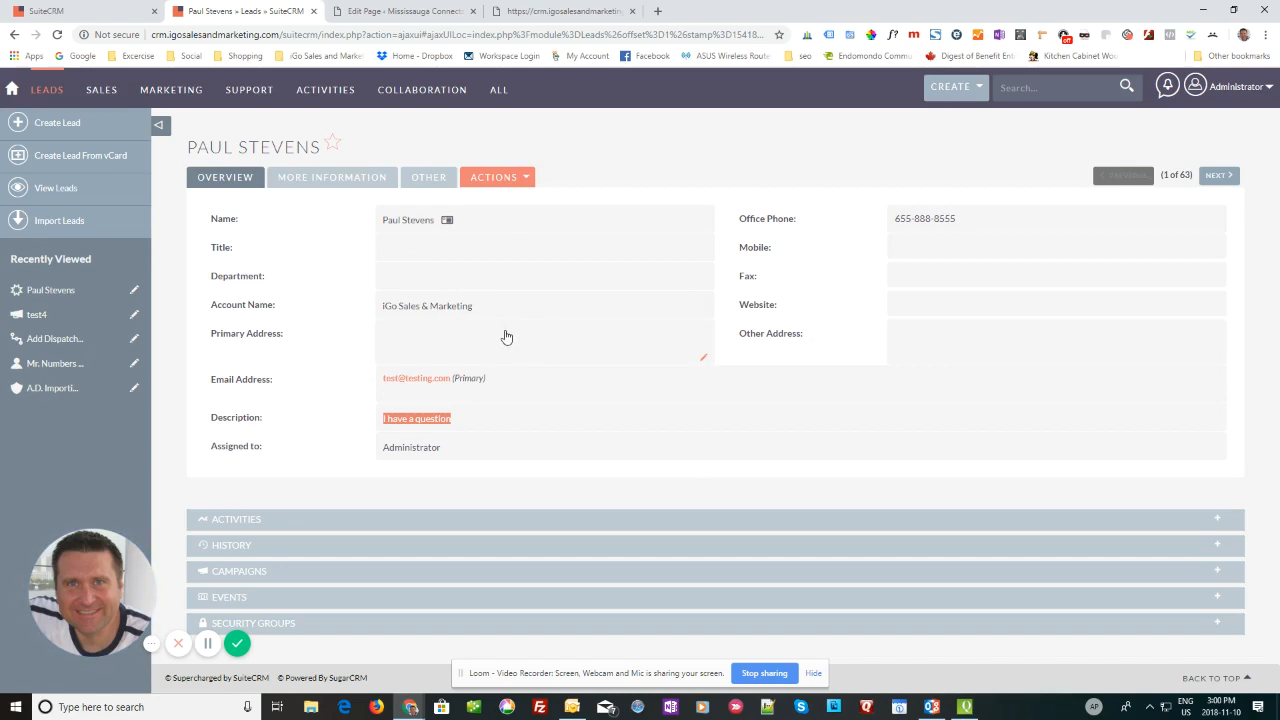 SuiteCRM
Paul Stevens » Leads » SuiteCRM
Edit Page ‹ Mississauga Connect
https://crm.igosalesandmarketin
Not secure
crm.igosalesandmarketing.com/suitecrm/index.php?action=ajaxui#ajaxUILoc=index.php%3Fmodule%3DLeads%26offset%3D1%26stamp%3D15418...
Apps
Google
Excercise
Social
Shopping
iGo Sales & Marketing
Home - Dropbox
Workspace Login
My Account
Facebook
seo
ASUS Wireless Rout
Endomondo Commu
Digest of Benefit Ent
Kitchen Cabinet Woo
Other bookmarks
LEADS
SALES
MARKETING
SUPPORT
ACTIVITIES
COLLABORATION
ALL
CREATE
Search...
Administrator
Create Lead
Create Lead From vCard
View Leads
Import Leads
Recently Viewed
Paul Stevens
test4
Add Dispatch...
Mr. Numbers ...
A.D. Importi...
PAUL STEVENS
OVERVIEW
MORE INFORMATION
OTHER
ACTIONS
(1 of 63)
NEXT
Name:
Paul Stevens
Office Phone:
655-888-8555
Title:
Mobile:
Department:
Fax:
Account Name:
iGo Sales & Marketing
Website:
Primary Address:
Other Address:
Email Address:
test@testing.com (Primary)
Description:
I have a question
Assigned to:
Administrator
ACTIVITIES
HISTORY
CAMPAIGNS
EVENTS
SECURITY GROUPS
© Supercharged by SuiteCRM
© Powered By SugarCRM
Loom - Video Recorder: Screen, Webcam and Mic is sharing your screen.
Stop sharing
Hide
BACK TO TOP
Type here to search
AP
ENG
US
3:00 PM
2018-11-10